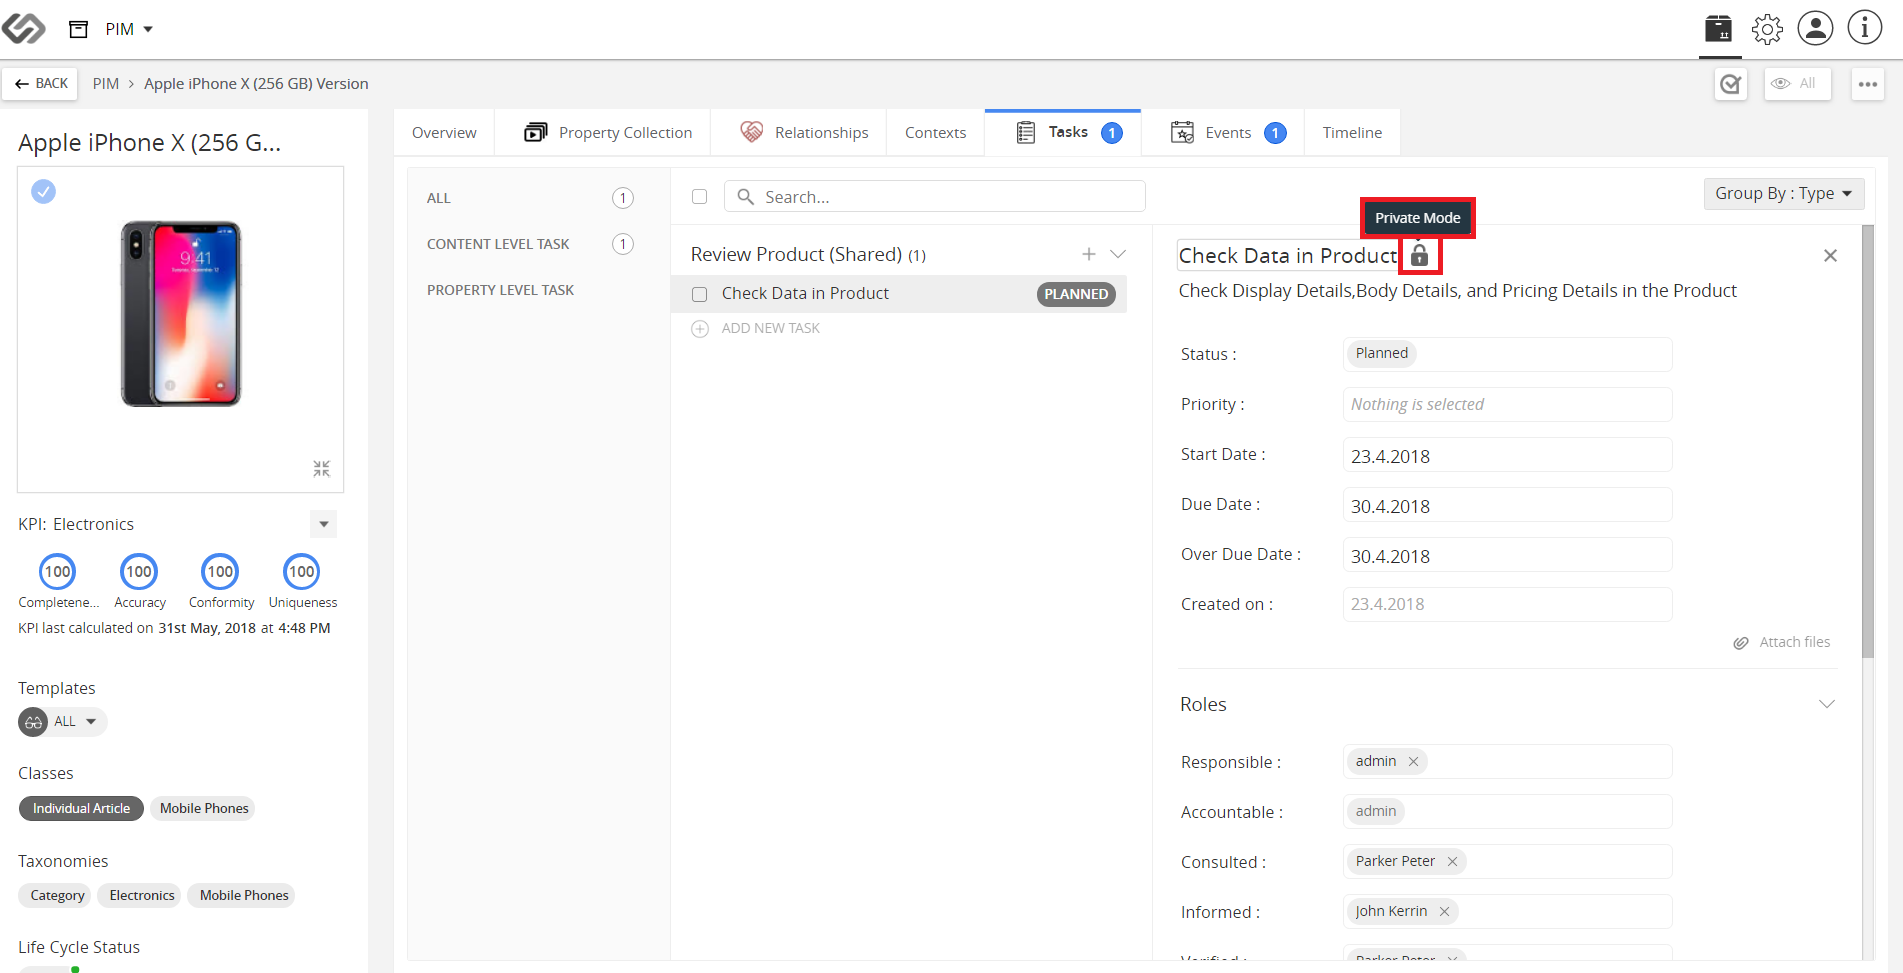 PIM
BACK
PIM > Apple iPhone X (256 GB) Version
All
Apple iPhone X (256 G...
9:41
KPI: Electronics
100 100 100 100
Completene... Accuracy Conformity Uniqueness
KPI last calculated on 31st May, 2018 at 4:48 PM
Templates
ALL
Classes
Individual Article Mobile Phones
Taxonomies
Category Electronics Mobile Phones
Life Cycle Status
Overview Property Collection Relationships Contexts Tasks 1 Events 1 Timeline
ALL 1
CONTENT LEVEL TASK 1
PROPERTY LEVEL TASK
Search...
Group By : Type
Review Product (Shared) (1)
Check Data in Product PLANNED
ADD NEW TASK
Private Mode
Check Data in Product
Check Display Details,Body Details, and Pricing Details in the Product
Status : Planned
Priority : Nothing is selected
Start Date : 23.4.2018
Due Date : 30.4.2018
Over Due Date : 30.4.2018
Created on : 23.4.2018
Attach files
Roles
Responsible : admin
Accountable : admin
Consulted : Parker Peter
Informed : John Kerrin
Verified : Parker Peter